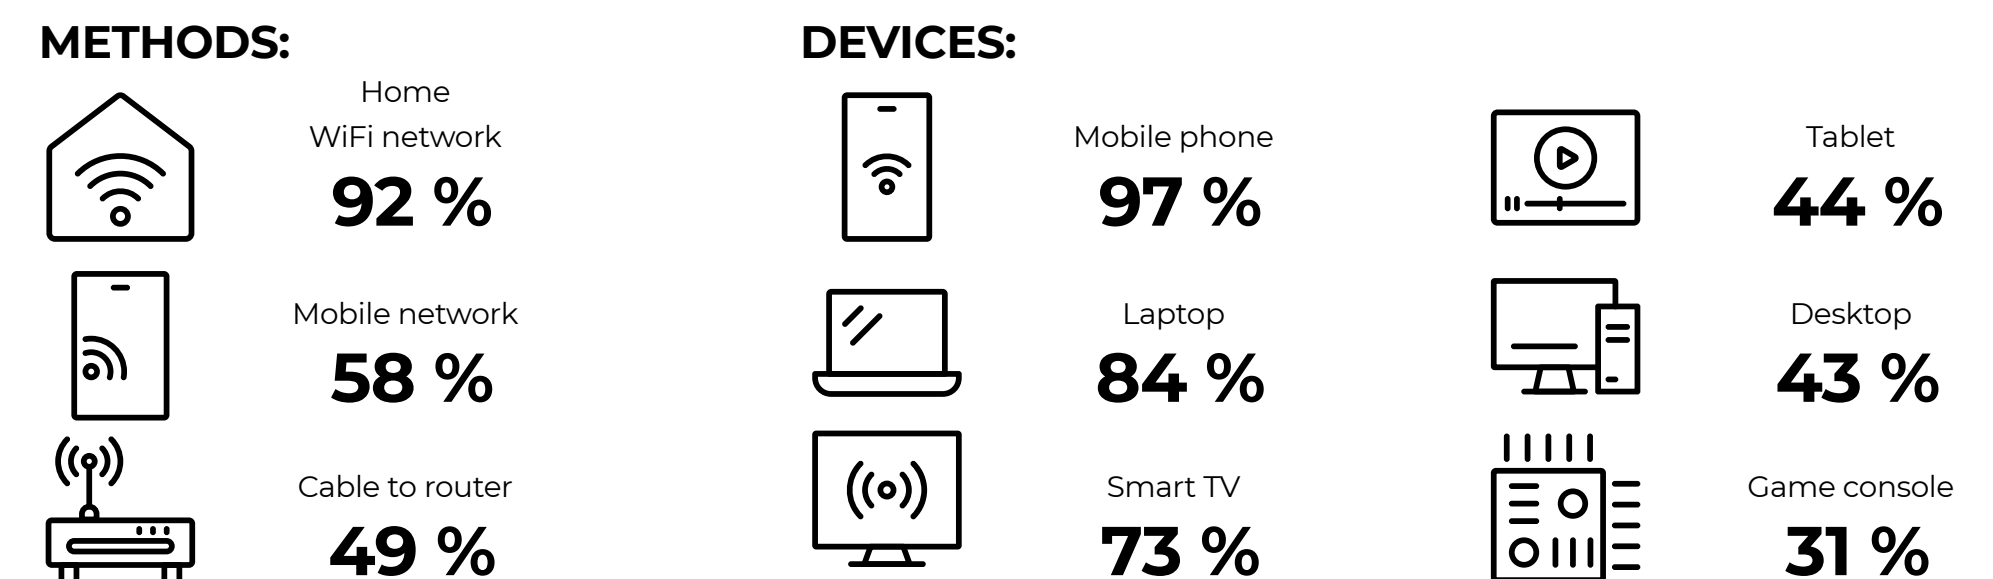 METHODS:
Home
WiFi network
92 %
Mobile network
58 %
Cable to router
49 %
DEVICES:
Mobile phone
97 %
Laptop
84 %
Smart TV
73 %
Tablet
44 %
Desktop
43 %
Game console
31 %